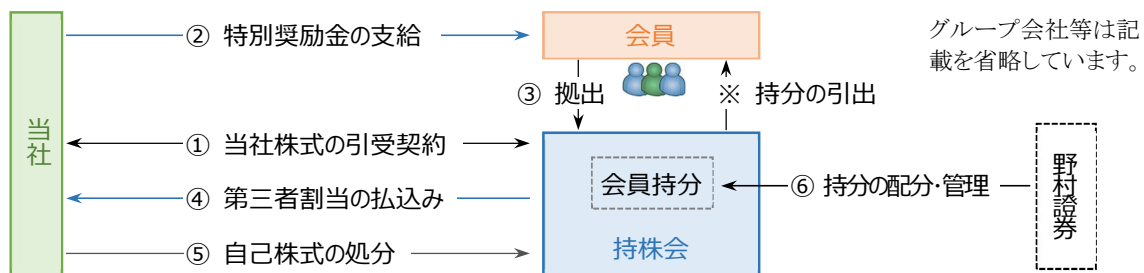 ② 特別奨励金の支給
会員
グループ会社等は記
載を省略しています。
③ 拠出
※ 持分の引出
当社
① 当社株式の引受契約
会員持分
⑥ 持分の配分・管理
野村證券
④ 第三者割当の払込み
⑤ 自己株式の処分
持株会